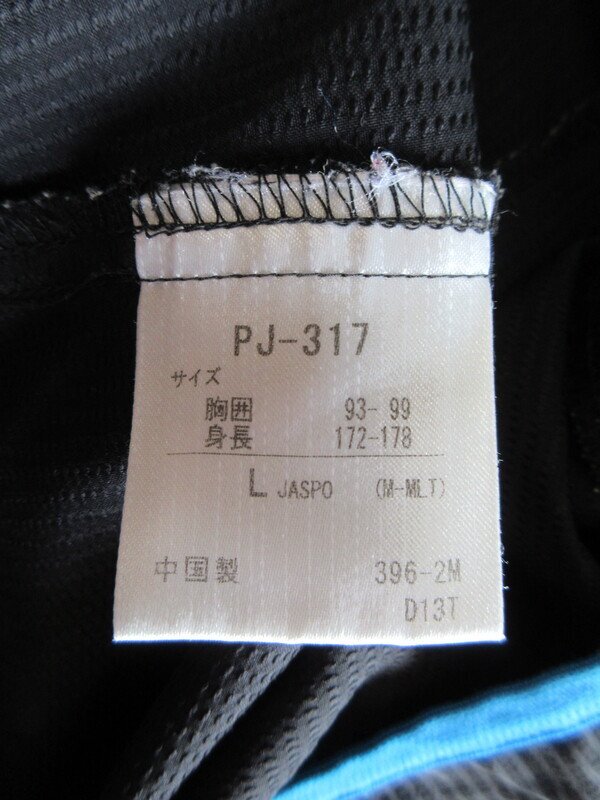 PJ-317
サイズ
胸囲 93-99
身長 172-178
L JASPO (M-MLT)
中国製 396-2M
D13T